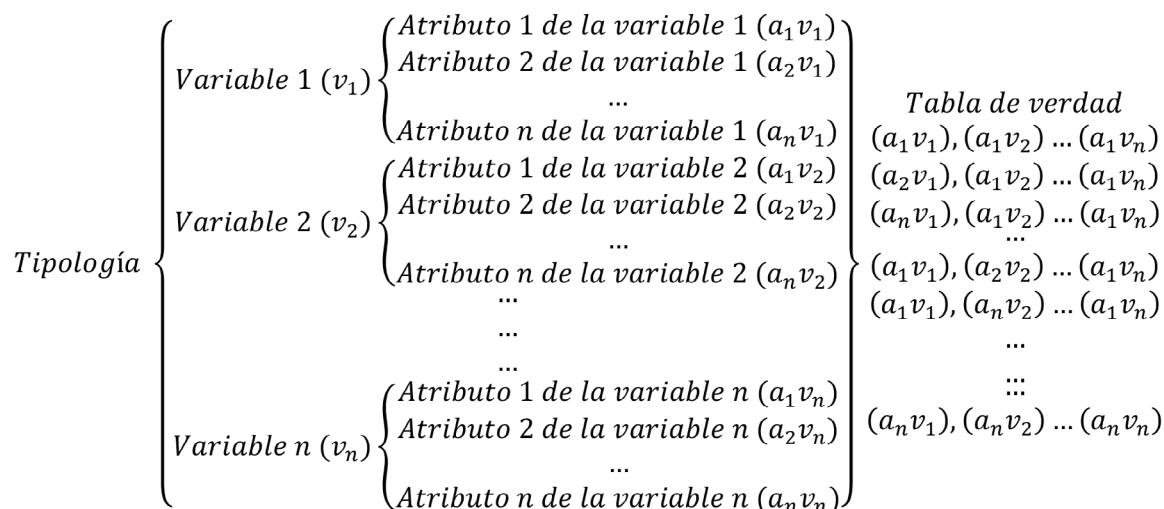 Tipología
Variable 1 (v₁)
Atributo 1 de la variable 1 (a₁v₁)
Atributo 2 de la variable 1 (a₂v₁)
...
Atributo n de la variable 1 (aₙv₁)
Variable 2 (v₂)
Atributo 1 de la variable 2 (a₁v₂)
Atributo 2 de la variable 2 (a₂v₂)
...
Atributo n de la variable 2 (aₙv₂)
...
...
...
Variable n (vₙ)
Atributo 1 de la variable n (a₁vₙ)
Atributo 2 de la variable n (a₂vₙ)
...
Atributo n de la variable n (aₙvₙ)
Tabla de verdad
(a₁v₁), (a₁v₂) ... (a₁vₙ)
(a₂v₁), (a₁v₂) ... (a₁vₙ)
(aₙv₁), (a₁v₂) ... (a₁vₙ)
...
(a₁v₁), (a₂v₂) ... (a₁vₙ)
(a₁v₁), (aₙv₂) ... (a₁vₙ)
...
...
...
(aₙv₁), (aₙv₂) ... (aₙvₙ)